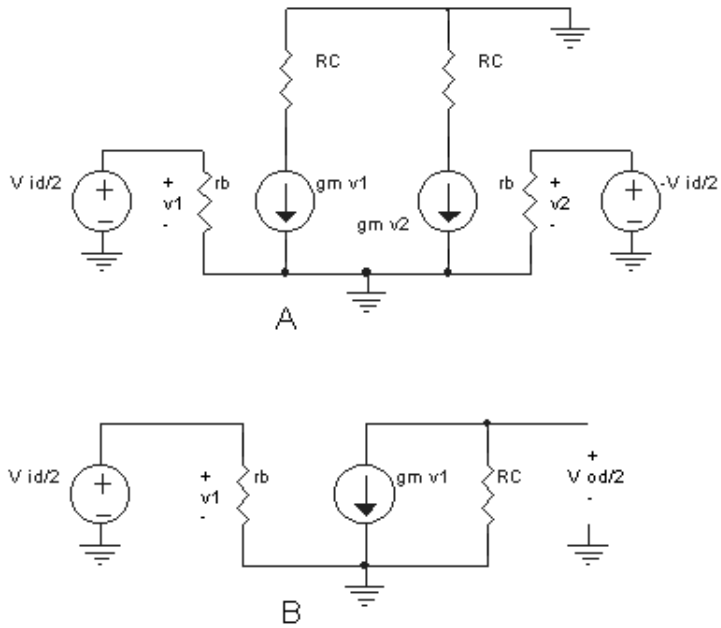 RC RC
V id/2 + v1 - rb gm v1 gm v2 rb + v2 - -V id/2
+
-
+
-
A
V id/2 + v1 - rb gm v1 RC + V od/2 -
+
-
B